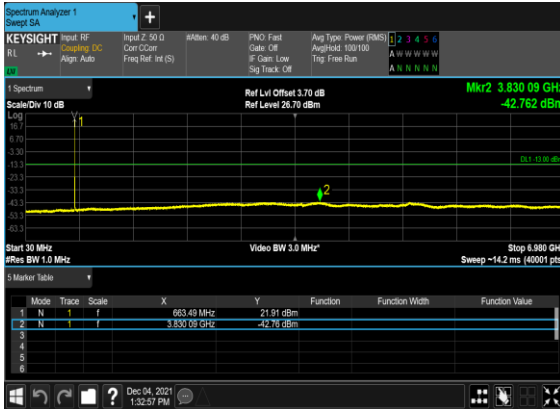 Spectrum Analyzer 1
Swept SA
+
KEYSIGHT Input: RF Input Z: 50 Ω #Atten: 40 dB PNO: Fast Avg Type: Power (RMS) 1 2 3 4 5 6
RL Coupling: DC Corr CCorr Gate: Off Avg|Hold: 100/100 A W W W W W
Align: Auto Freq Ref: Int (S) IF Gain: Low Trig: Free Run
Sig Track: Off A N N N N N
1 Spectrum Ref Lvl Offset 3.70 dB Mkr2 3.830 09 GHz
Scale/Div 10 dB Ref Level 26.70 dBm -42.762 dBm
Log
16.7
6.70
-3.30
-13.3
-23.3
-33.3
-43.3
-53.3
-63.3
1
2
DL1 -13.00 dBm
Start 30 MHz Video BW 3.0 MHz* Stop 6.980 GH
#Res BW 1.0 MHz Sweep ~14.2 ms (40001 pts
5 Marker Table
Mode Trace Scale X Y Function Function Width Function Value
1 N 1 f 663.49 MHz 21.91 dBm
2 N 1 f 3.830 09 GHz -42.76 dBm
3
4
5
6
? Dec 04, 2021
1:32:57 PM